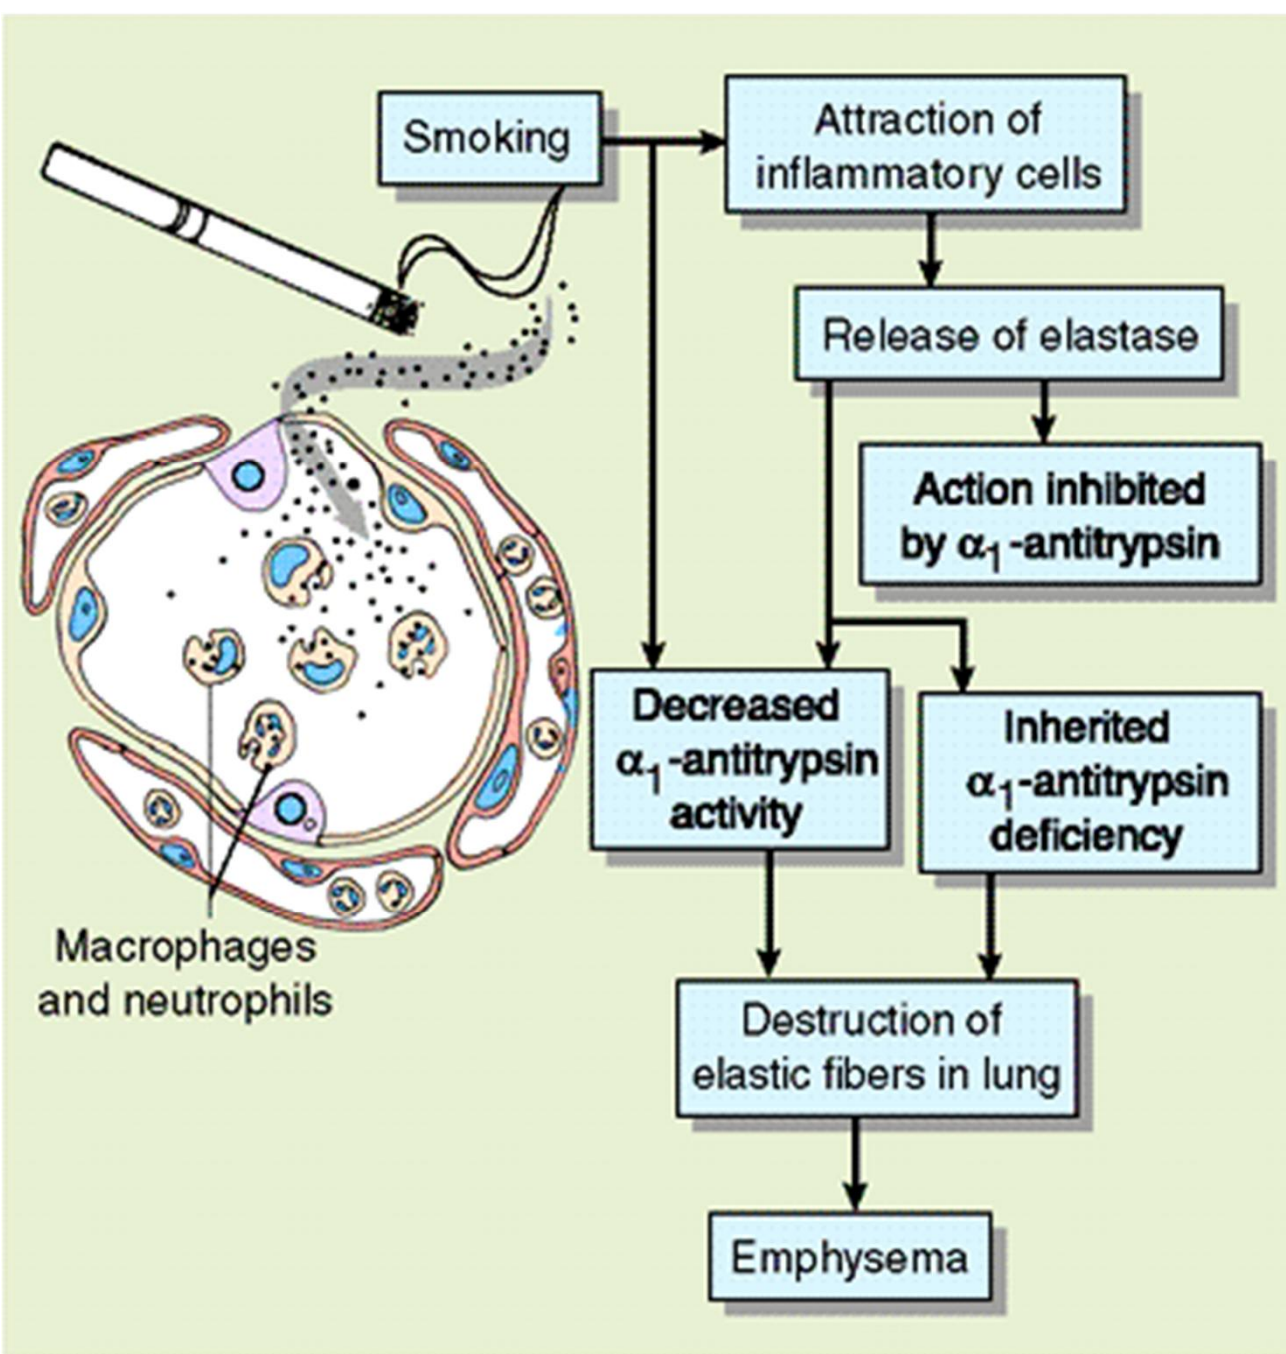 Smoking
Attraction of
inflammatory cells
Release of elastase
Action inhibited
by α1-antitrypsin
Decreased
α1-antitrypsin
activity
Inherited
α1-antitrypsin
deficiency
Macrophages
and neutrophils
Destruction of
elastic fibers in lung
Emphysema